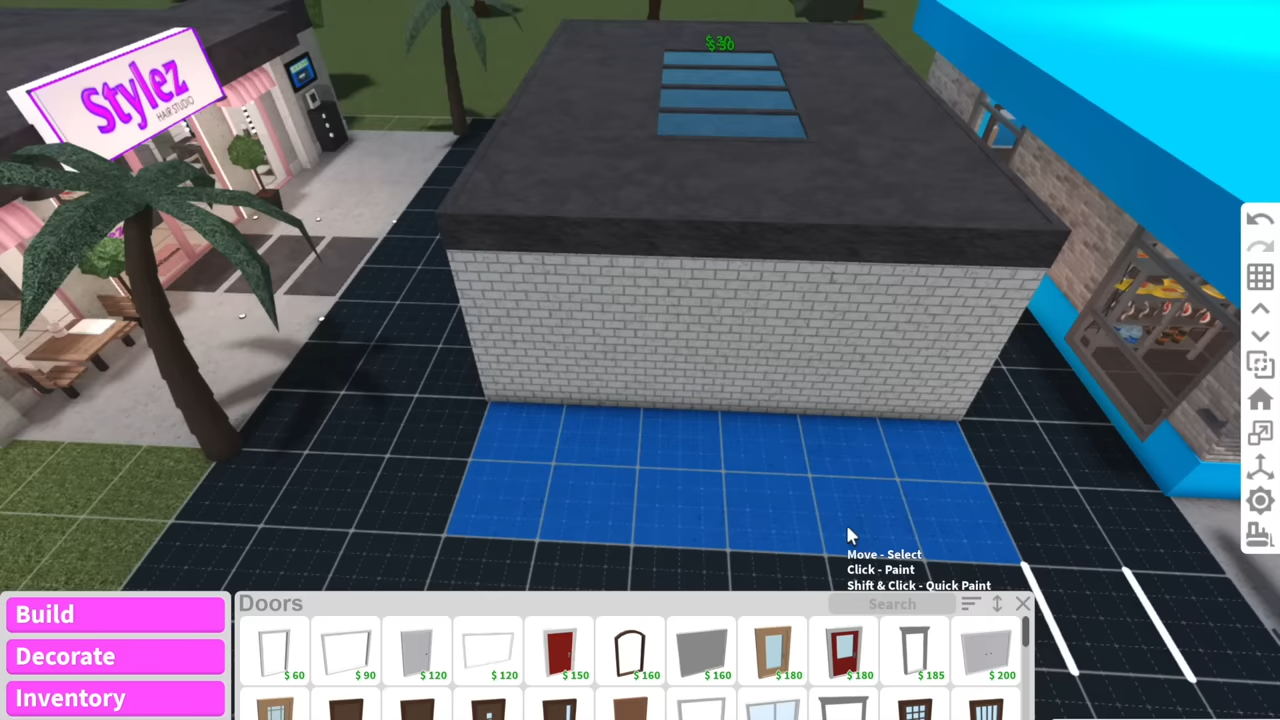 $ 30
Stylez
HAIR STUDIO
Move - Select
Click - Paint
Shift & Click - Quick Paint
Build
Decorate
Inventory
Doors
Search
$ 60
$ 90
$ 120
$ 120
$ 150
$ 160
$ 160
$ 180
$ 180
$ 185
$ 200